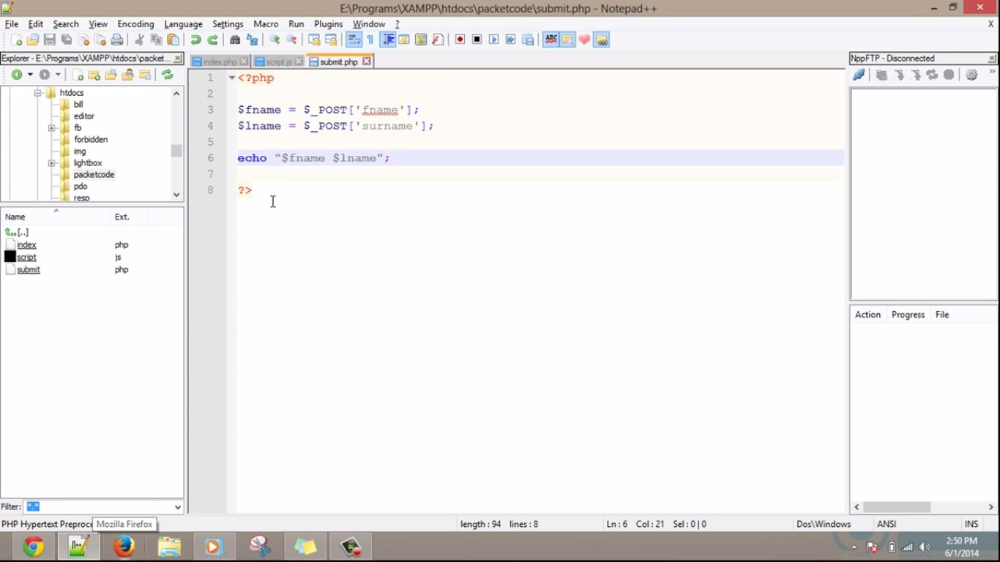 E:\Programs\XAMPP\htdocs\packetcode\submit.php - Notepad++
File Edit Search View Encoding Language Settings Macro Run Plugins Window ? X
Explorer - E:\Programs\XAMPP\htdocs\packet...
index.php script.js submit.php
NppFTP - Disconnected
htdocs
bill
editor
fb
forbidden
img
lightbox
packetcode
pdo
resp
Name Ext.
[..]
index php
script js
submit php
Filter:
1 <?php
2
3 $fname = $_POST['fname'];
4 $lname = $_POST['surname'];
5
6 echo "$fname $lname";
7
8 ?>
Action Progress File
PHP Hypertext Preproce
Mozilla Firefox
length : 94 lines : 8
Ln : 6 Col : 21 Sel : 0 | 0
Dos\Windows
ANSI
INS
2:50 PM
6/1/2014